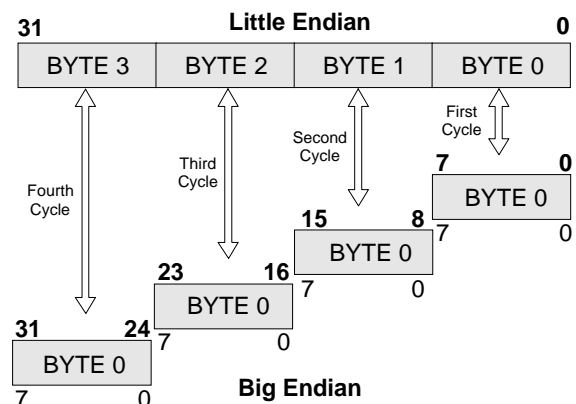 Little Endian
31 0
BYTE 3 BYTE 2 BYTE 1 BYTE 0
First
Cycle
Second
Cycle
Third
Cycle
Fourth
Cycle
7 0
BYTE 0
7 0
15 8
BYTE 0
7 0
23 16
BYTE 0
7 0
31 24
BYTE 0
7 0
Big Endian